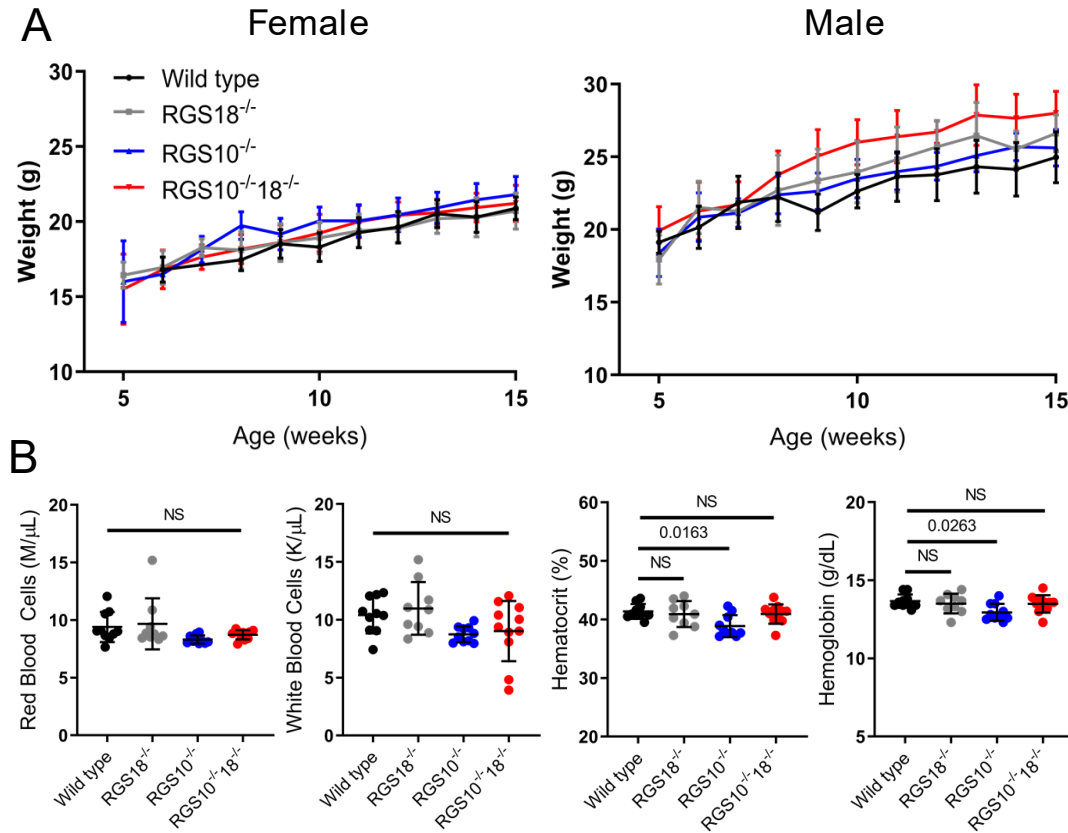 A
Female
Male
Wild type
RGS18-/-
RGS10-/-
RGS10-/-18-/-
Weight (g)
30
25
20
15
10
5
10
15
Age (weeks)
Weight (g)
30
25
20
15
10
5
10
15
Age (weeks)
B
Red Blood Cells (M/μL)
20
15
10
5
0
NS
Wild type
RGS18-/-
RGS10-/-
RGS10-/-18-/-
White Blood Cells (K/μL)
20
15
10
5
0
NS
Wild type
RGS18-/-
RGS10-/-
RGS10-/-18-/-
Hematocrit (%)
60
50
40
30
20
NS
0.0163
NS
Wild type
RGS18-/-
RGS10-/-
RGS10-/-18-/-
Hemoglobin (g/dL)
20
15
10
5
NS
0.0263
NS
Wild type
RGS18-/-
RGS10-/-
RGS10-/-18-/-